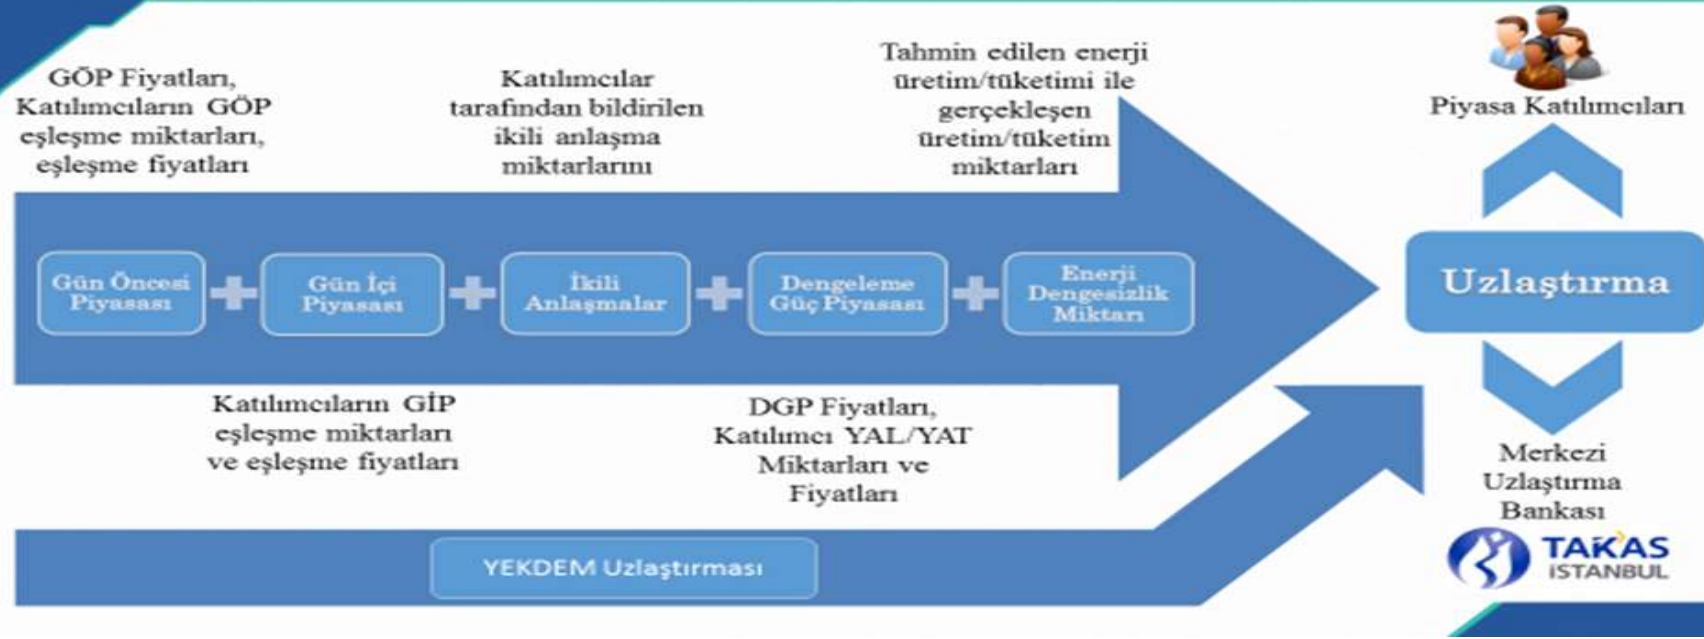 GÖP Fiyatları,
Katılımcıların GÖP
eşleşme miktarları,
eşleşme fiyatları
Katılımcılar
tarafından bildirilen
ikili anlaşma
miktarlarını
Tahmin edilen enerji
üretim/tüketimi ile
gerçekleşen
üretim/tüketim
miktarları
Piyasa Katılımcıları
Gün Öncesi
Piyasası
Gün İçi
Piyasası
İkili
Anlaşmalar
Dengeleme
Güç Piyasası
Enerji
Dengesizlik
Miktarı
Uzlaştırma
Katılımcıların GİP
eşleşme miktarları
ve eşleşme fiyatları
DGP Fiyatları,
Katılımcı YAL/YAT
Miktarları ve
Fiyatları
Merkezi
Uzlaştırma
Bankası
TAKAS
İSTANBUL
YEKDEM Uzlaştırması